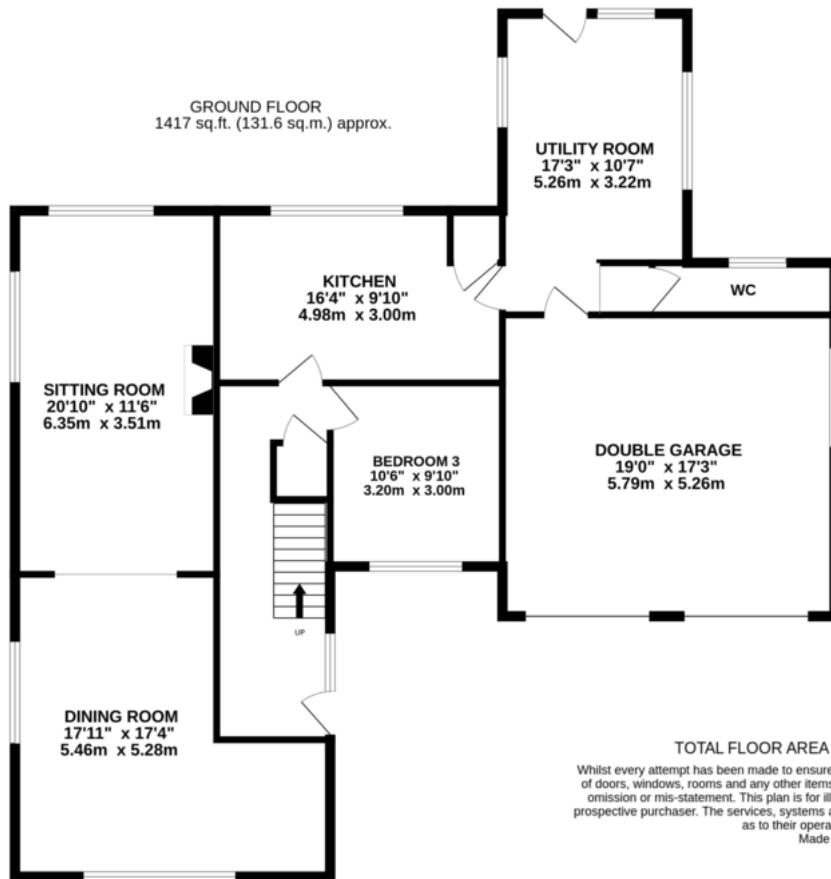 GROUND FLOOR
1417 sq.ft. (131.6 sq.m.) approx.
UTILITY ROOM
17'3" x 10'7"
5.26m x 3.22m
KITCHEN
16'4" x 9'10"
4.98m x 3.00m
WC
SITTING ROOM
20'10" x 11'6"
6.35m x 3.51m
BEDROOM 3
10'6" x 9'10"
3.20m x 3.00m
DOUBLE GARAGE
19'0" x 17'3"
5.79m x 5.26m
UP
DINING ROOM
17'11" x 17'4"
5.46m x 5.28m
TOTAL FLOOR AREA
Whilst every attempt has been made to ensure
of doors, windows, rooms and any other items
omission or mis-statement. This plan is for ill
prospective purchaser. The services, systems a
as to their opera
Made